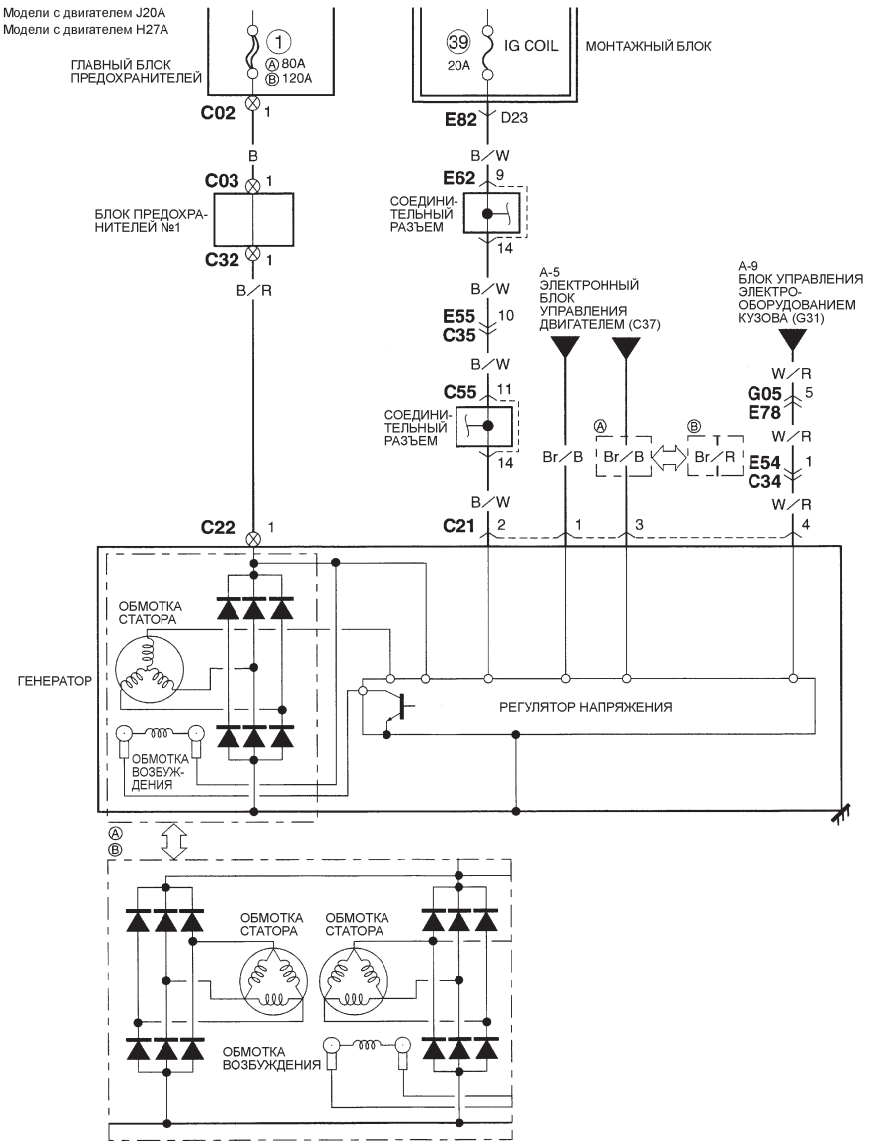 Модели с двигателем J20A
Модели с двигателем H27A
ГЛАВНЫЙ БЛОК
ПРЕДОХРАНИТЕЛЕЙ
1
A 80A
B 120A
39
20A
IG COIL
МОНТАЖНЫЙ БЛОК
C02
1
E82
D23
B
B/W
C03
1
E62
9
БЛОК ПРЕДОХРА-
НИТЕЛЕЙ №1
СОЕДИНИ-
ТЕЛЬНЫЙ
РАЗЪЕМ
C32
1
14
B/R
B/W
A-5
ЭЛЕКТРОННЫЙ
БЛОК
УПРАВЛЕНИЯ
ДВИГАТЕЛЕМ (C37)
A-9
БЛОК УПРАВЛЕНИЯ
ЭЛЕКТРО-
ОБОРУДОВАНИЕМ
КУЗОВА (G31)
E55
10
C35
B/W
W/R
C55
11
G05
5
E78
СОЕДИНИ-
ТЕЛЬНЫЙ
РАЗЪЕМ
A
B
W/R
14
Br/B
Br/B
Br/R
E54
1
C34
B/W
W/R
C22
1
C21
2
1
3
4
ОБМОТКА
СТАТОРА
ГЕНЕРАТОР
РЕГУЛЯТОР НАПРЯЖЕНИЯ
ОБМОТКА
ВОЗБУЖ-
ДЕНИЯ
A
B
ОБМОТКА
СТАТОРА
ОБМОТКА
СТАТОРА
ОБМОТКА
ВОЗБУЖДЕНИЯ